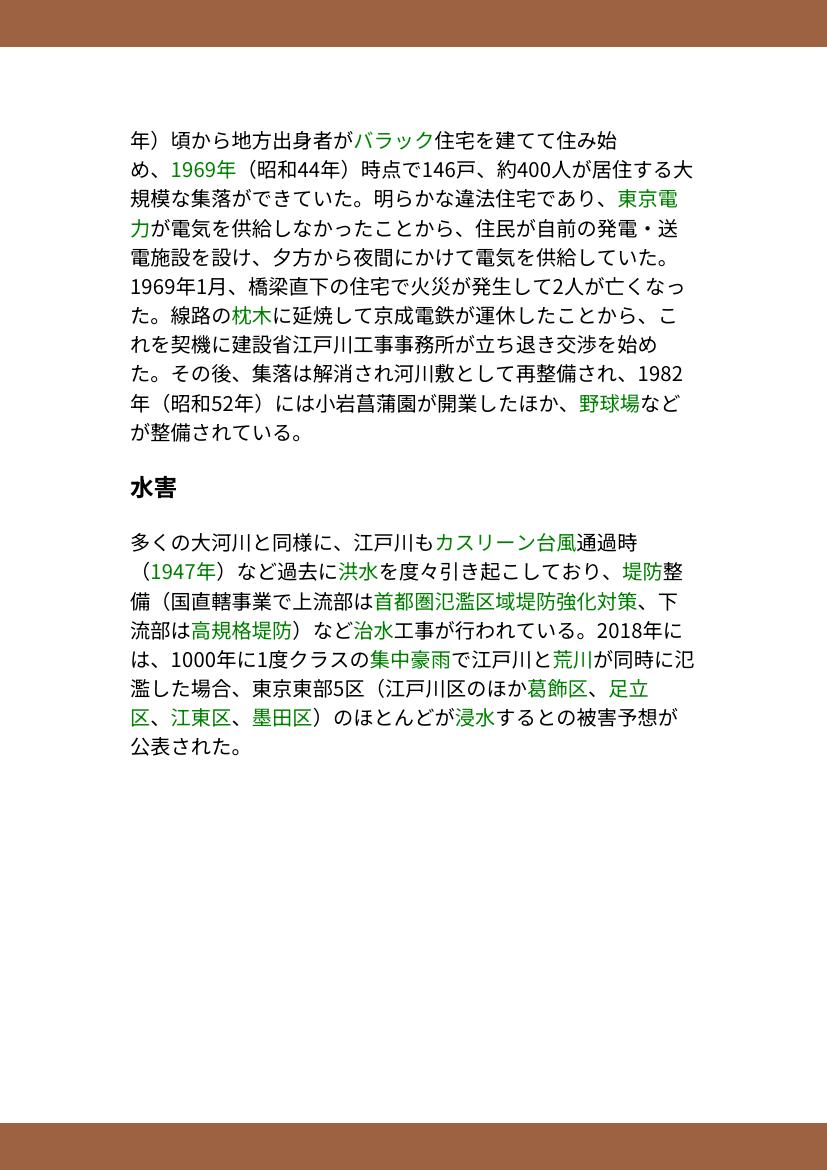 年）頃から地方出身者がバラック住宅を建てて住み始
め、1969年（昭和44年）時点で146戸、約400人が居住する大
規模な集落ができていた。明らかな違法住宅であり、東京電
力が電気を供給しなかったことから、住民が自前の発電・送
電施設を設け、夕方から夜間にかけて電気を供給していた。
1969年1月、橋梁直下の住宅で火災が発生して2人が亡くなっ
た。線路の枕木に延焼して京成電鉄が運休したことから、こ
れを契機に建設省江戸川工事事務所が立ち退き交渉を始め
た。その後、集落は解消され河川敷として再整備され、1982
年（昭和52年）には小岩菖蒲園が開業したほか、野球場など
が整備されている。
水害
多くの大河川と同様に、江戸川もカスリーン台風通過時
（1947年）など過去に洪水を度々引き起こしており、堤防整
備（国直轄事業で上流部は首都圏氾濫区域堤防強化対策、下
流部は高規格堤防）など治水工事が行われている。2018年に
は、1000年に1度クラスの集中豪雨で江戸川と荒川が同時に氾
濫した場合、東京東部5区（江戸川区のほか葛飾区、足立
区、江東区、墨田区）のほとんどが浸水するとの被害予想が
公表された。